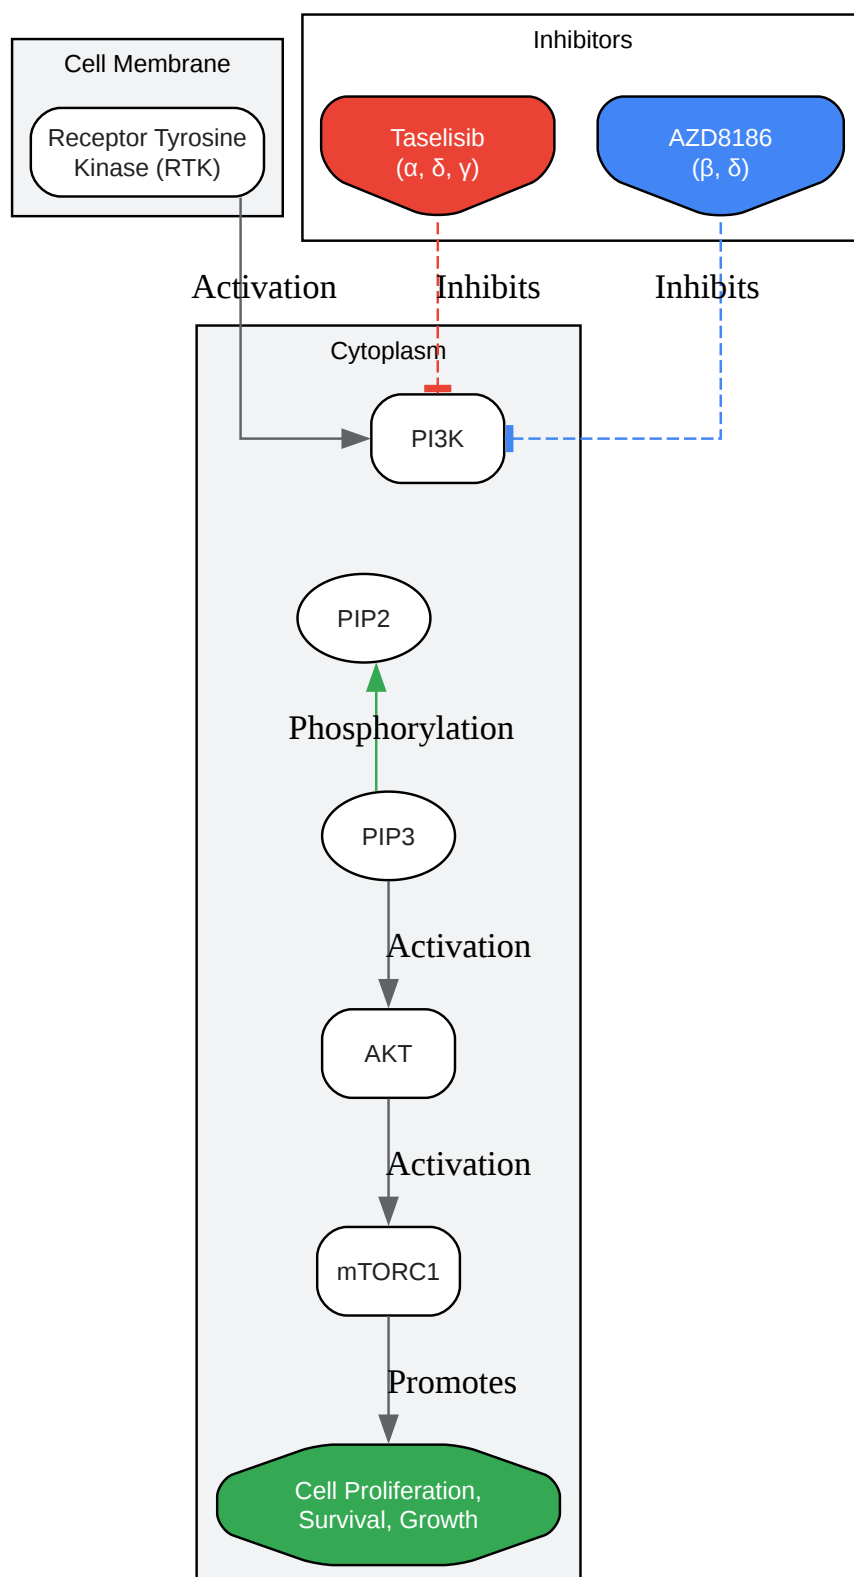 Cell Membrane
Receptor Tyrosine
Kinase (RTK)
Inhibitors
Taselisib
(α, δ, γ)
AZD8186
(β, δ)
Activation
Inhibits
Inhibits
Cytoplasm
PI3K
PIP2
Phosphorylation
PIP3
Activation
AKT
Activation
mTORC1
Promotes
Cell Proliferation,
Survival, Growth